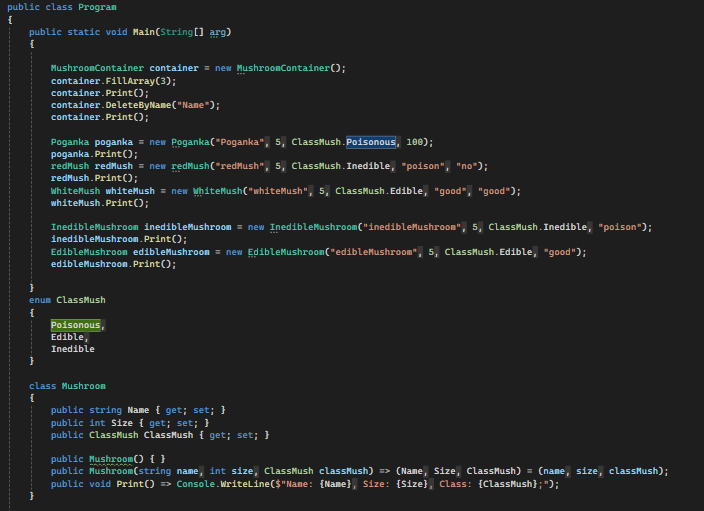 public class Program
{
public static void Main(String[] arg)
{
MushroomContainer container = new MushroomContainer();
container.FillArray(3);
container.Print();
container.DeleteByName("Name");
container.Print();
Poganka poganka = new Poganka("Poganka", 5, ClassMush.Poisonous, 100);
poganka.Print();
redMush redMush = new redMush("redMush", 5, ClassMush.Inedible, "poison", "no");
redMush.Print();
WhiteMush whiteMush = new WhiteMush("whiteMush", 5, ClassMush.Edible, "good", "good");
whiteMush.Print();
InedibleMushroom inedibleMushroom = new InedibleMushroom("inedibleMushroom", 5, ClassMush.Inedible, "poison");
inedibleMushroom.Print();
EdibleMushroom edibleMushroom = new EdibleMushroom("edibleMushroom", 5, ClassMush.Edible, "good");
edibleMushroom.Print();
}
enum ClassMush
{
Poisonous,
Edible,
Inedible
}
class Mushroom
{
public string Name { get; set; }
public int Size { get; set; }
public ClassMush ClassMush { get; set; }
public Mushroom() { }
public Mushroom(string name, int size, ClassMush classMush) => (Name, Size, ClassMush) = (name, size, classMush);
public void Print() => Console.WriteLine($"Name: {Name}, Size: {Size}, Class: {ClassMush};");
}